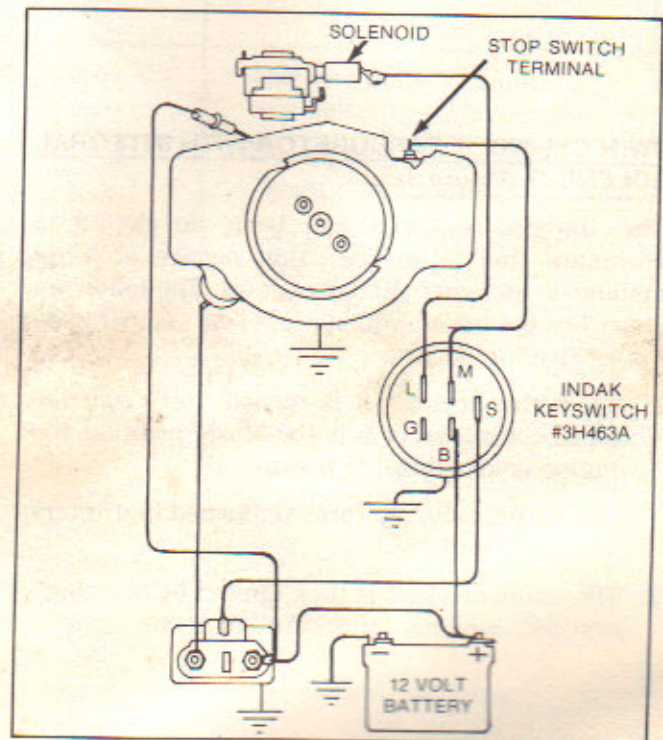 SOLENOID
STOP SWITCH
TERMINAL
L
M
S
G
B
INDAK
KEYSWITCH
#3H463A
− +
12 VOLT
BATTERY